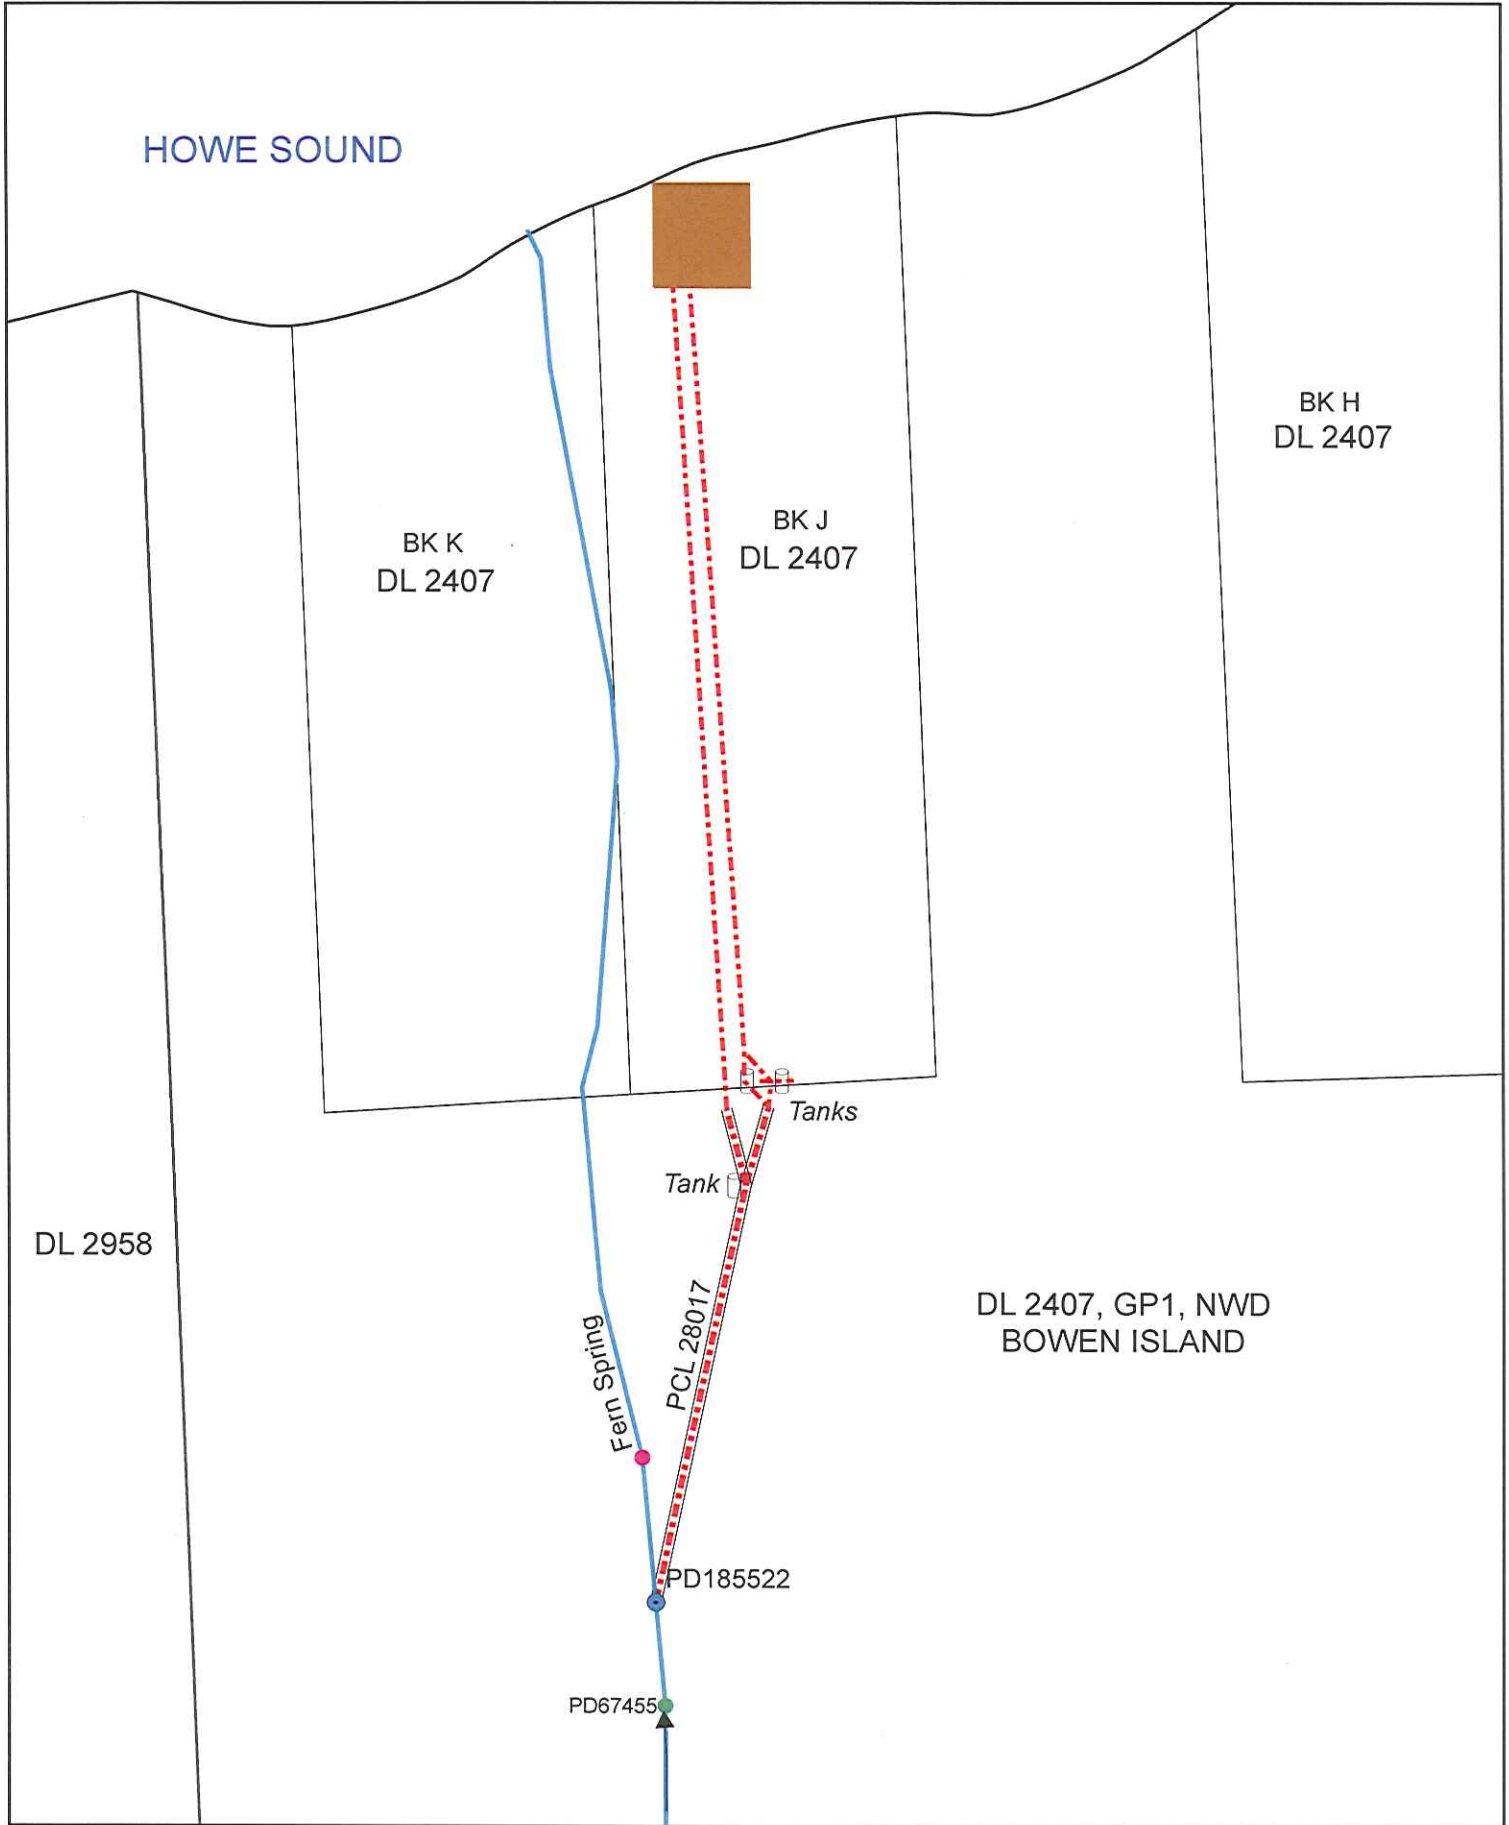 HOWE SOUND
BK H
DL 2407
BK J
DL 2407
BK K
DL 2407
Tanks
Tank
DL 2958
PCL 28017
DL 2407, GP1, NWD
BOWEN ISLAND
Fern Spring
PD185522
PD67455